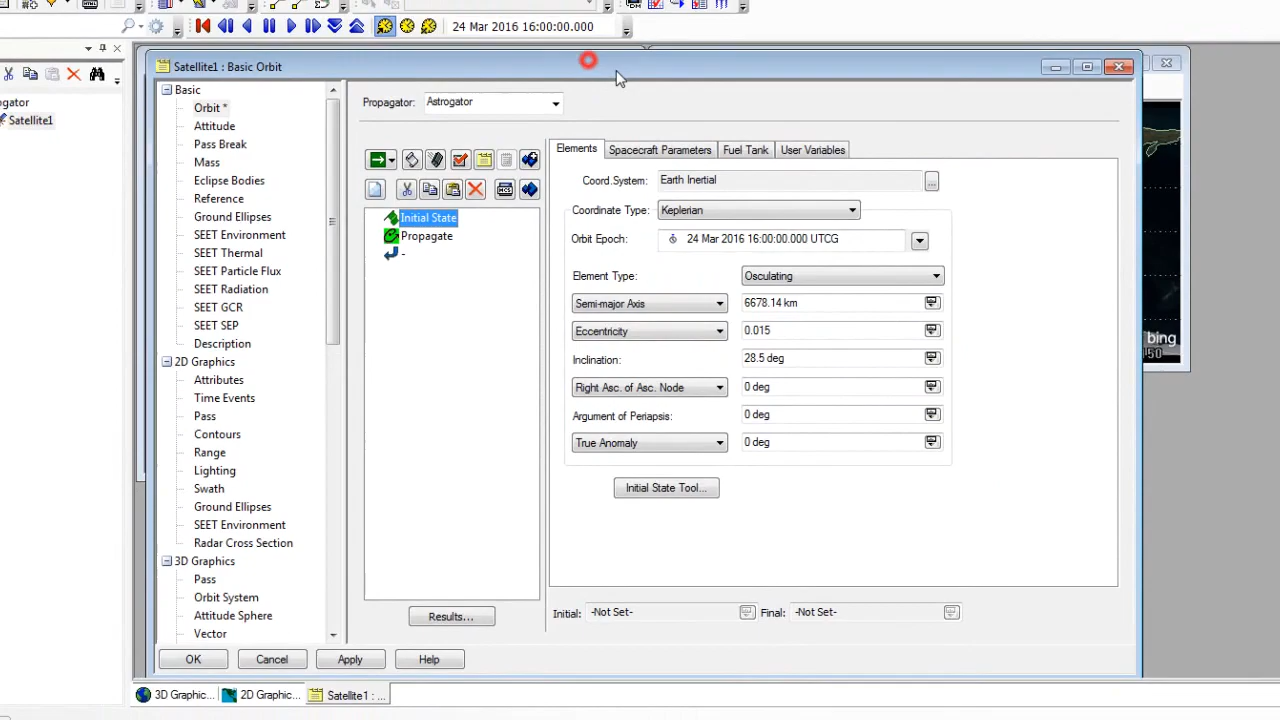 24 Mar 2016 16:00:00.000
Satellite1 : Basic Orbit
ogator
Satellite1
Basic
Orbit *
Attitude
Pass Break
Mass
Eclipse Bodies
Reference
Ground Ellipses
SEET Environment
SEET Thermal
SEET Particle Flux
SEET Radiation
SEET GCR
SEET SEP
Description
2D Graphics
Attributes
Time Events
Pass
Contours
Range
Lighting
Swath
Ground Ellipses
SEET Environment
Radar Cross Section
3D Graphics
Pass
Orbit System
Attitude Sphere
Vector
Propagator: Astrogator
Initial State
Propagate
-
Results...
Elements Spacecraft Parameters Fuel Tank User Variables
Coord.System: Earth Inertial ...
Coordinate Type: Keplerian
Orbit Epoch: 24 Mar 2016 16:00:00.000 UTCG
Element Type: Osculating
Semi-major Axis 6678.14 km
Eccentricity 0.015
Inclination: 28.5 deg
Right Asc. of Asc. Node 0 deg
Argument of Periapsis: 0 deg
True Anomaly 0 deg
Initial State Tool...
Initial: -Not Set- Final: -Not Set-
OK Cancel Apply Help
bing
50
3D Graphic... 2D Graphic... Satellite1 : ...